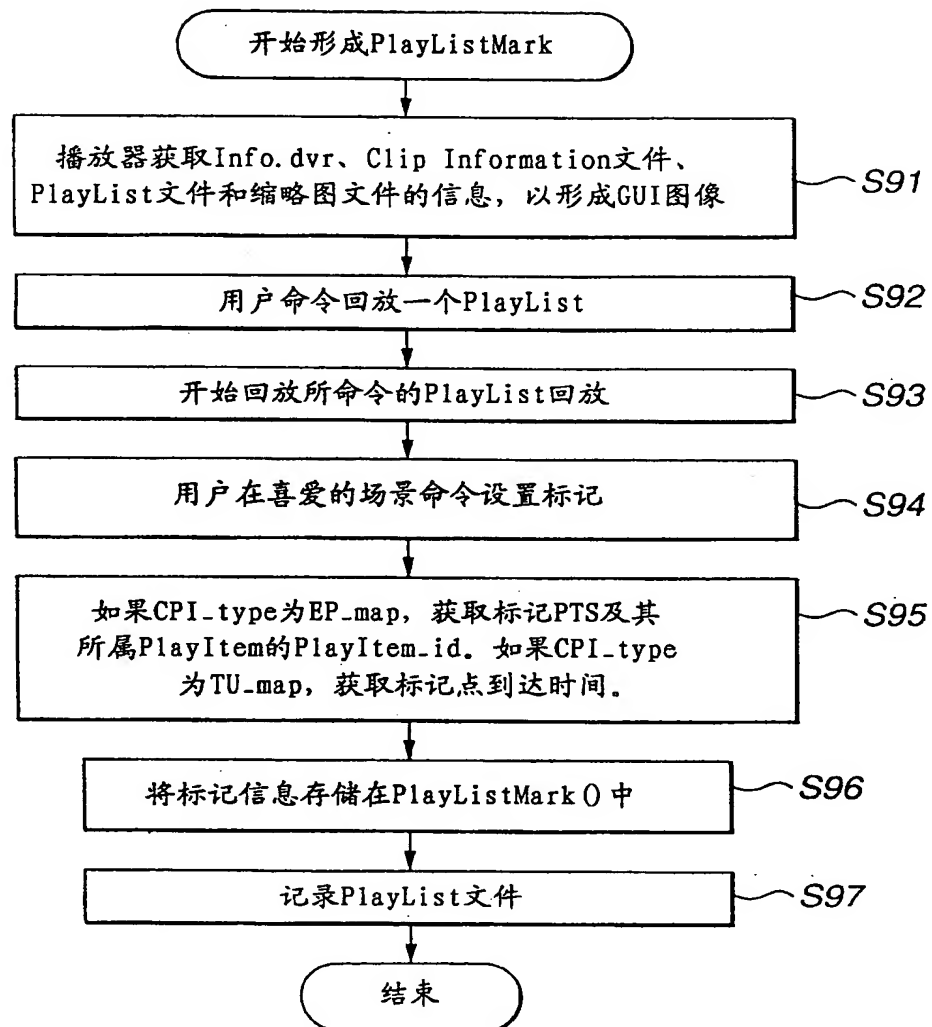 开始形成PlayListMark
播放器获取Info.dvr、Clip Information文件、
PlayList文件和缩略图文件的信息，以形成GUI图像
S91
用户命令回放一个PlayList
S92
开始回放所命令的PlayList回放
S93
用户在喜爱的场景命令设置标记
S94
如果CPI_type为EP_map，获取标记PTS及其
所属PlayItem的PlayItem_id. 如果CPI_type
为TU_map，获取标记点到达时间。
S95
将标记信息存储在PlayListMark()中
S96
记录PlayList文件
S97
结束